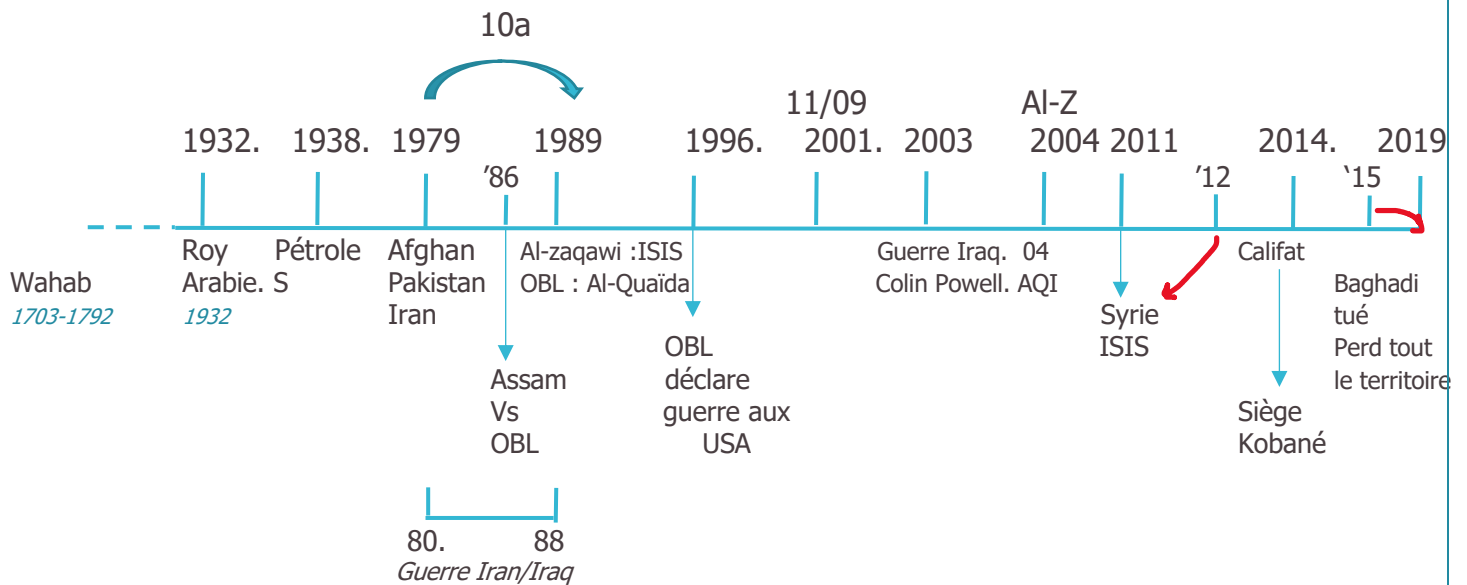 10a
11/09 Al-Z
1932. 1938. 1979 1989 1996. 2001. 2003 2004 2011 2014. 2019
'86 '12 '15
Roy Pétrole Afghan Al-zaqawi :ISIS Guerre Iraq. 04 Califat
Wahab Arabie. S Pakistan OBL : Al-Quaïda Colin Powell. AQI Baghadi
1703-1792 1932 Iran Syrie tué
OBL ISIS Perd tout
Assam déclare le territoire
Vs guerre aux Siège
OBL USA Kobané
80. 88
Guerre Iran/Iraq